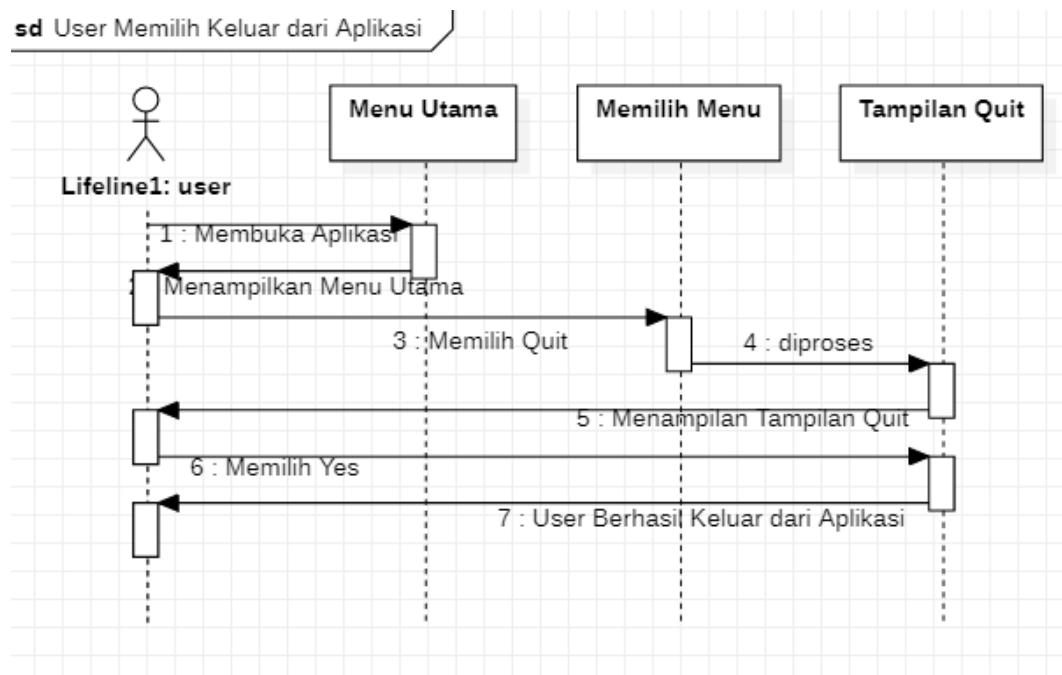 sd User Memilih Keluar dari Aplikasi
Menu Utama
Memilih Menu
Tampilan Quit
Lifeline1: user
1 : Membuka Aplikasi
2 : Menampilkan Menu Utama
3 : Memilih Quit
4 : diproses
5 : Menampilan Tampilan Quit
6 : Memilih Yes
7 : User Berhasil Keluar dari Aplikasi